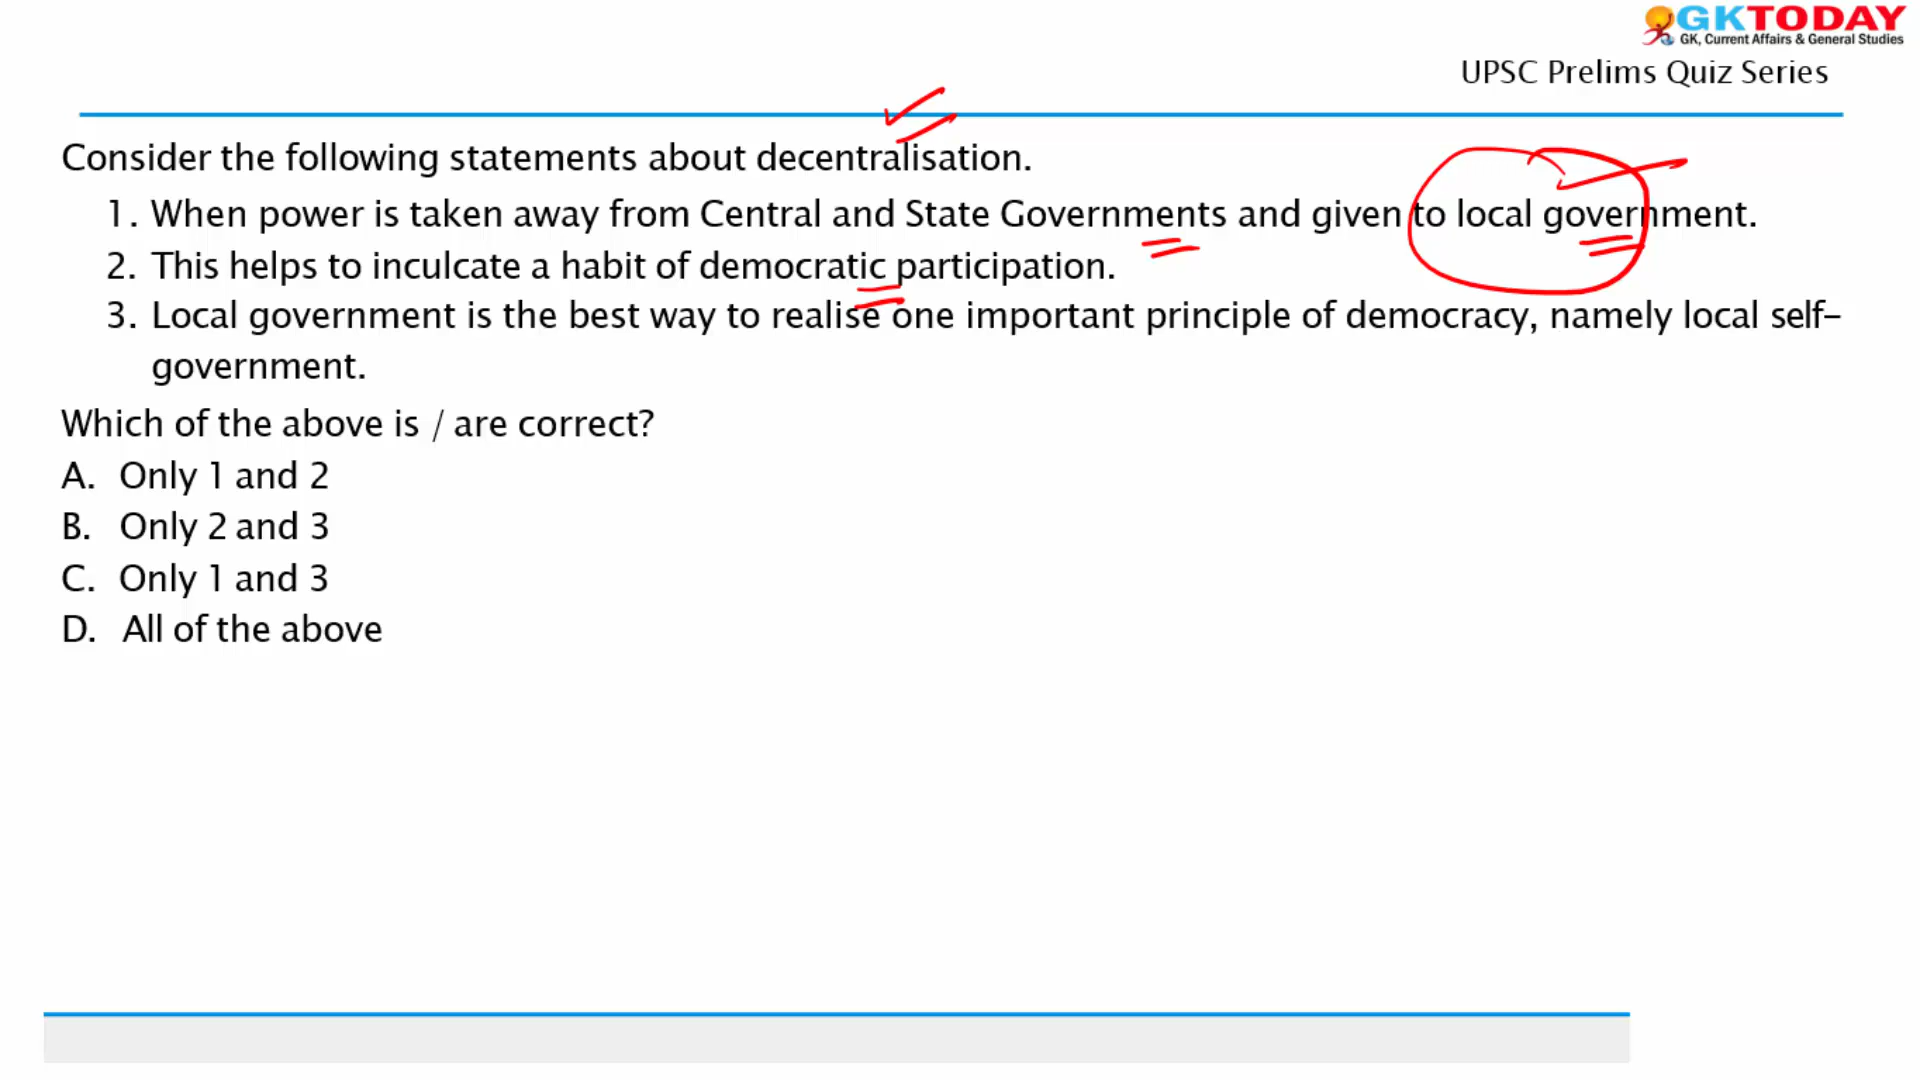 GKTODAY
GK, Current Affairs & General Studies
UPSC Prelims Quiz Series
Consider the following statements about decentralisation.
1. When power is taken away from Central and State Governments and given to local government.
2. This helps to inculcate a habit of democratic participation.
3. Local government is the best way to realise one important principle of democracy, namely local self-
government.
Which of the above is / are correct?
A. Only 1 and 2
B. Only 2 and 3
C. Only 1 and 3
D. All of the above